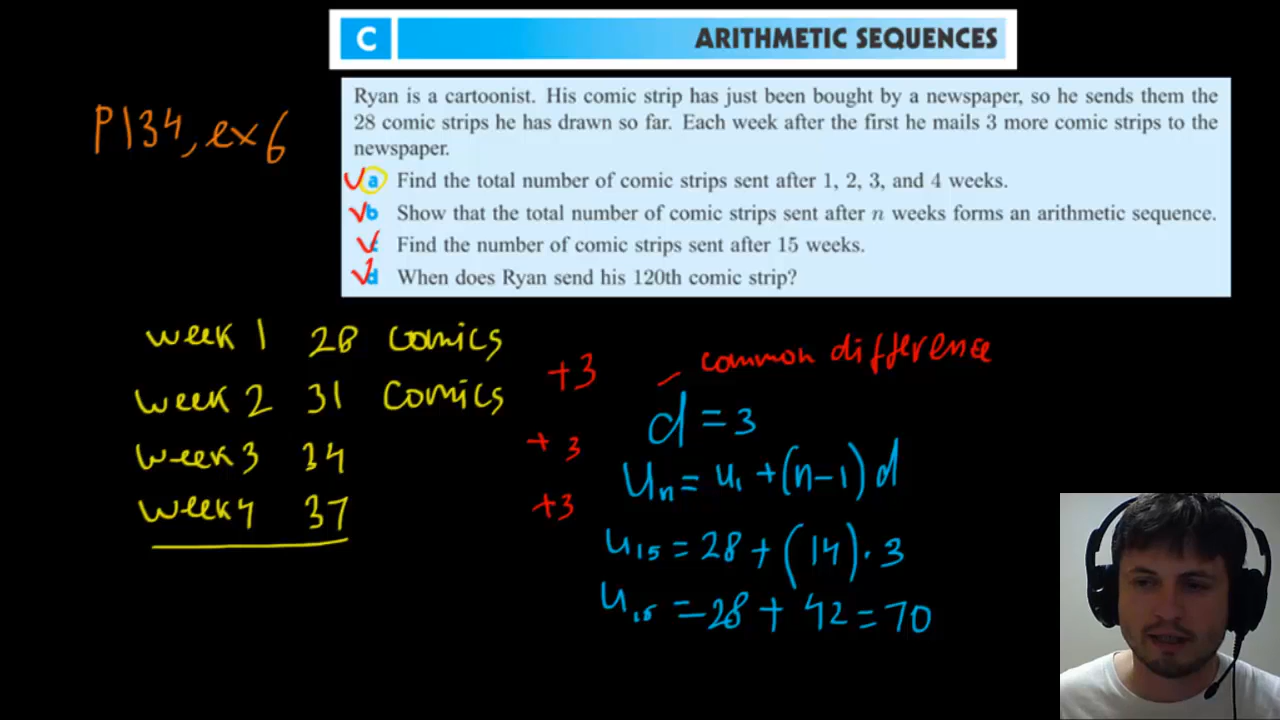 C ARITHMETIC SEQUENCES
P134, ex6
Ryan is a cartoonist. His comic strip has just been bought by a newspaper, so he sends them the
28 comic strips he has drawn so far. Each week after the first he mails 3 more comic strips to the
newspaper.
a Find the total number of comic strips sent after 1, 2, 3, and 4 weeks.
b Show that the total number of comic strips sent after n weeks forms an arithmetic sequence.
c Find the number of comic strips sent after 15 weeks.
d When does Ryan send his 120th comic strip?
week 1 28 comics
+3
common difference
week 2 31 comics
d = 3
week 3 34
+3
uₙ = u₁ + (n-1) d
week 4 37
+3
u₁₅ = 28 + (14) · 3
u₁₅ = 28 + 42 = 70